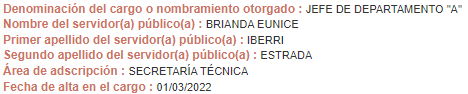 Denominación del cargo o nombramiento otorgado : JEFE DE DEPARTAMENTO "A"
Nombre del servidor(a) público(a) : BRIANDA EUNICE
Primer apellido del servidor(a) público(a) : IBERRI
Segundo apellido del servidor(a) público(a) : ESTRADA
Área de adscripción : SECRETARÍA TÉCNICA
Fecha de alta en el cargo : 01/03/2022